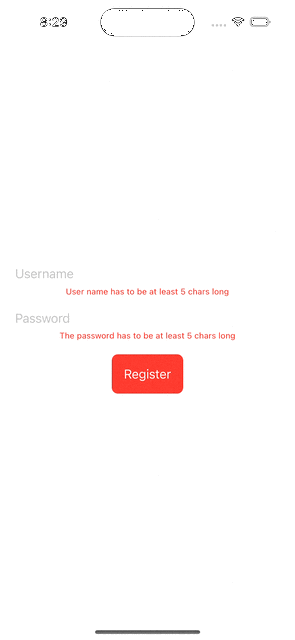 8:29
Username
User name has to be at least 5 chars long
Password
The password has to be at least 5 chars long
Register